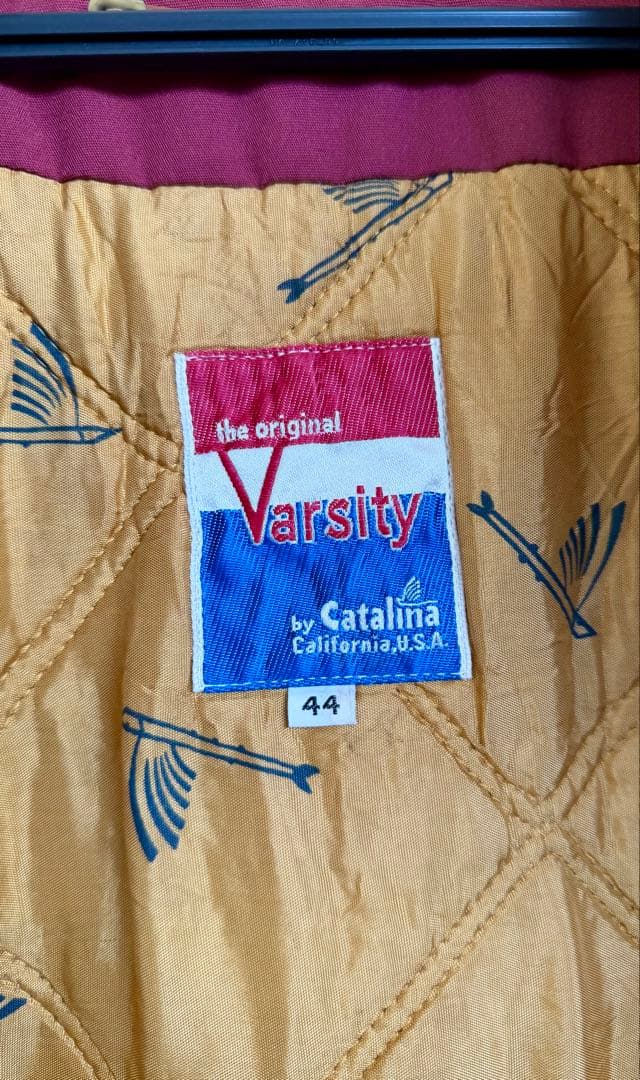 the original
Varsity
by Catalina
California, U.S.A.
44